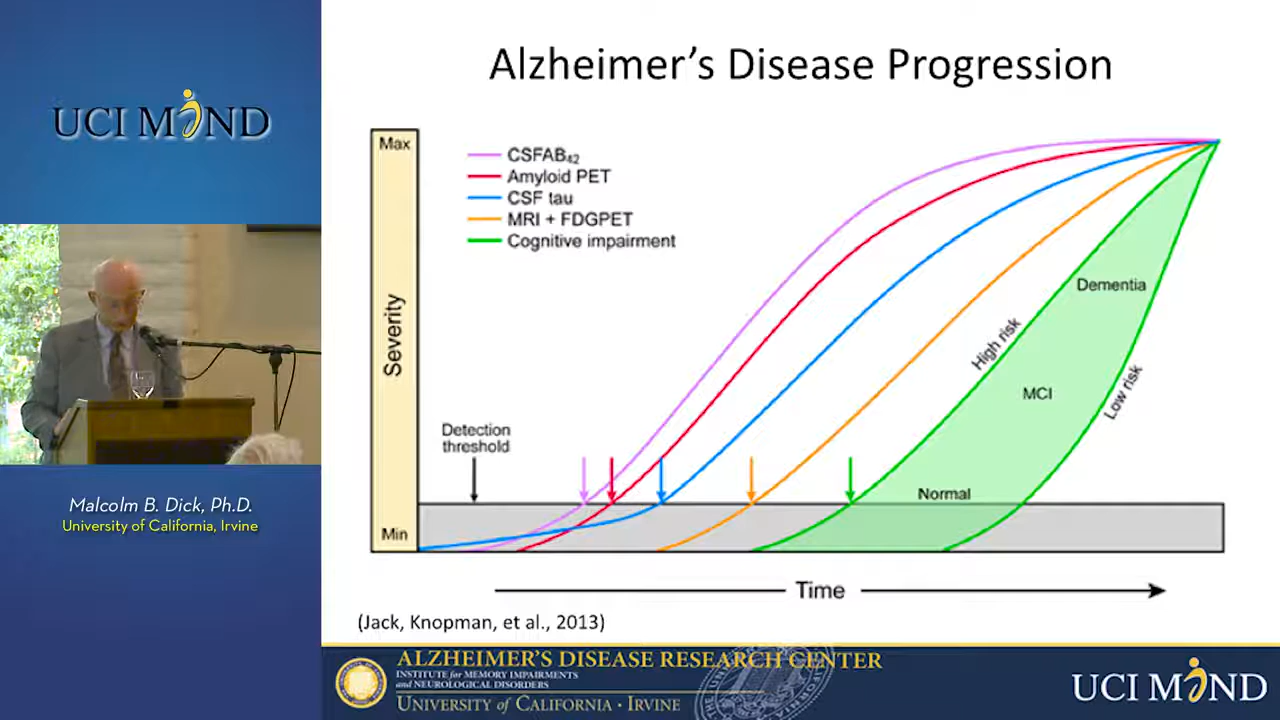 UCI MIND
Malcolm B. Dick, Ph.D.
University of California, Irvine
Alzheimer's Disease Progression
Max
Severity
Min
CSFAB₄₂
Amyloid PET
CSF tau
MRI + FDGPET
Cognitive impairment
Detection
threshold
High risk
Dementia
MCI
Low risk
Normal
Time
(Jack, Knopman, et al., 2013)
ALZHEIMER'S DISEASE RESEARCH CENTER
INSTITUTE for MEMORY IMPAIRMENTS
and NEUROLOGICAL DISORDERS
UNIVERSITY of CALIFORNIA · IRVINE
UCI MIND